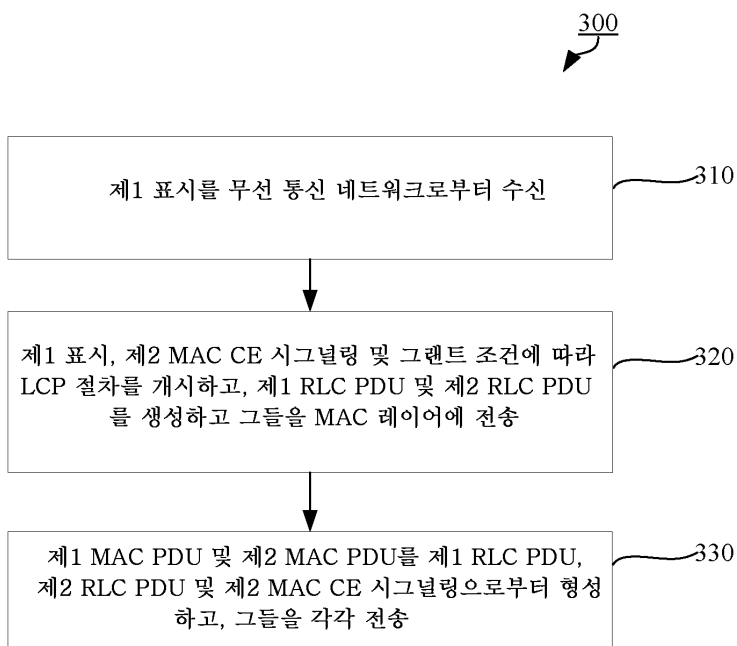 300
제1 표시를 무선 통신 네트워크로부터 수신
310
제1 표시, 제2 MAC CE 시그널링 및 그랜트 조건에 따라
LCP 절차를 개시하고, 제1 RLC PDU 및 제2 RLC PDU
를 생성하고 그들을 MAC 레이어에 전송
320
제1 MAC PDU 및 제2 MAC PDU를 제1 RLC PDU,
제2 RLC PDU 및 제2 MAC CE 시그널링으로부터 형성
하고, 그들을 각각 전송
330